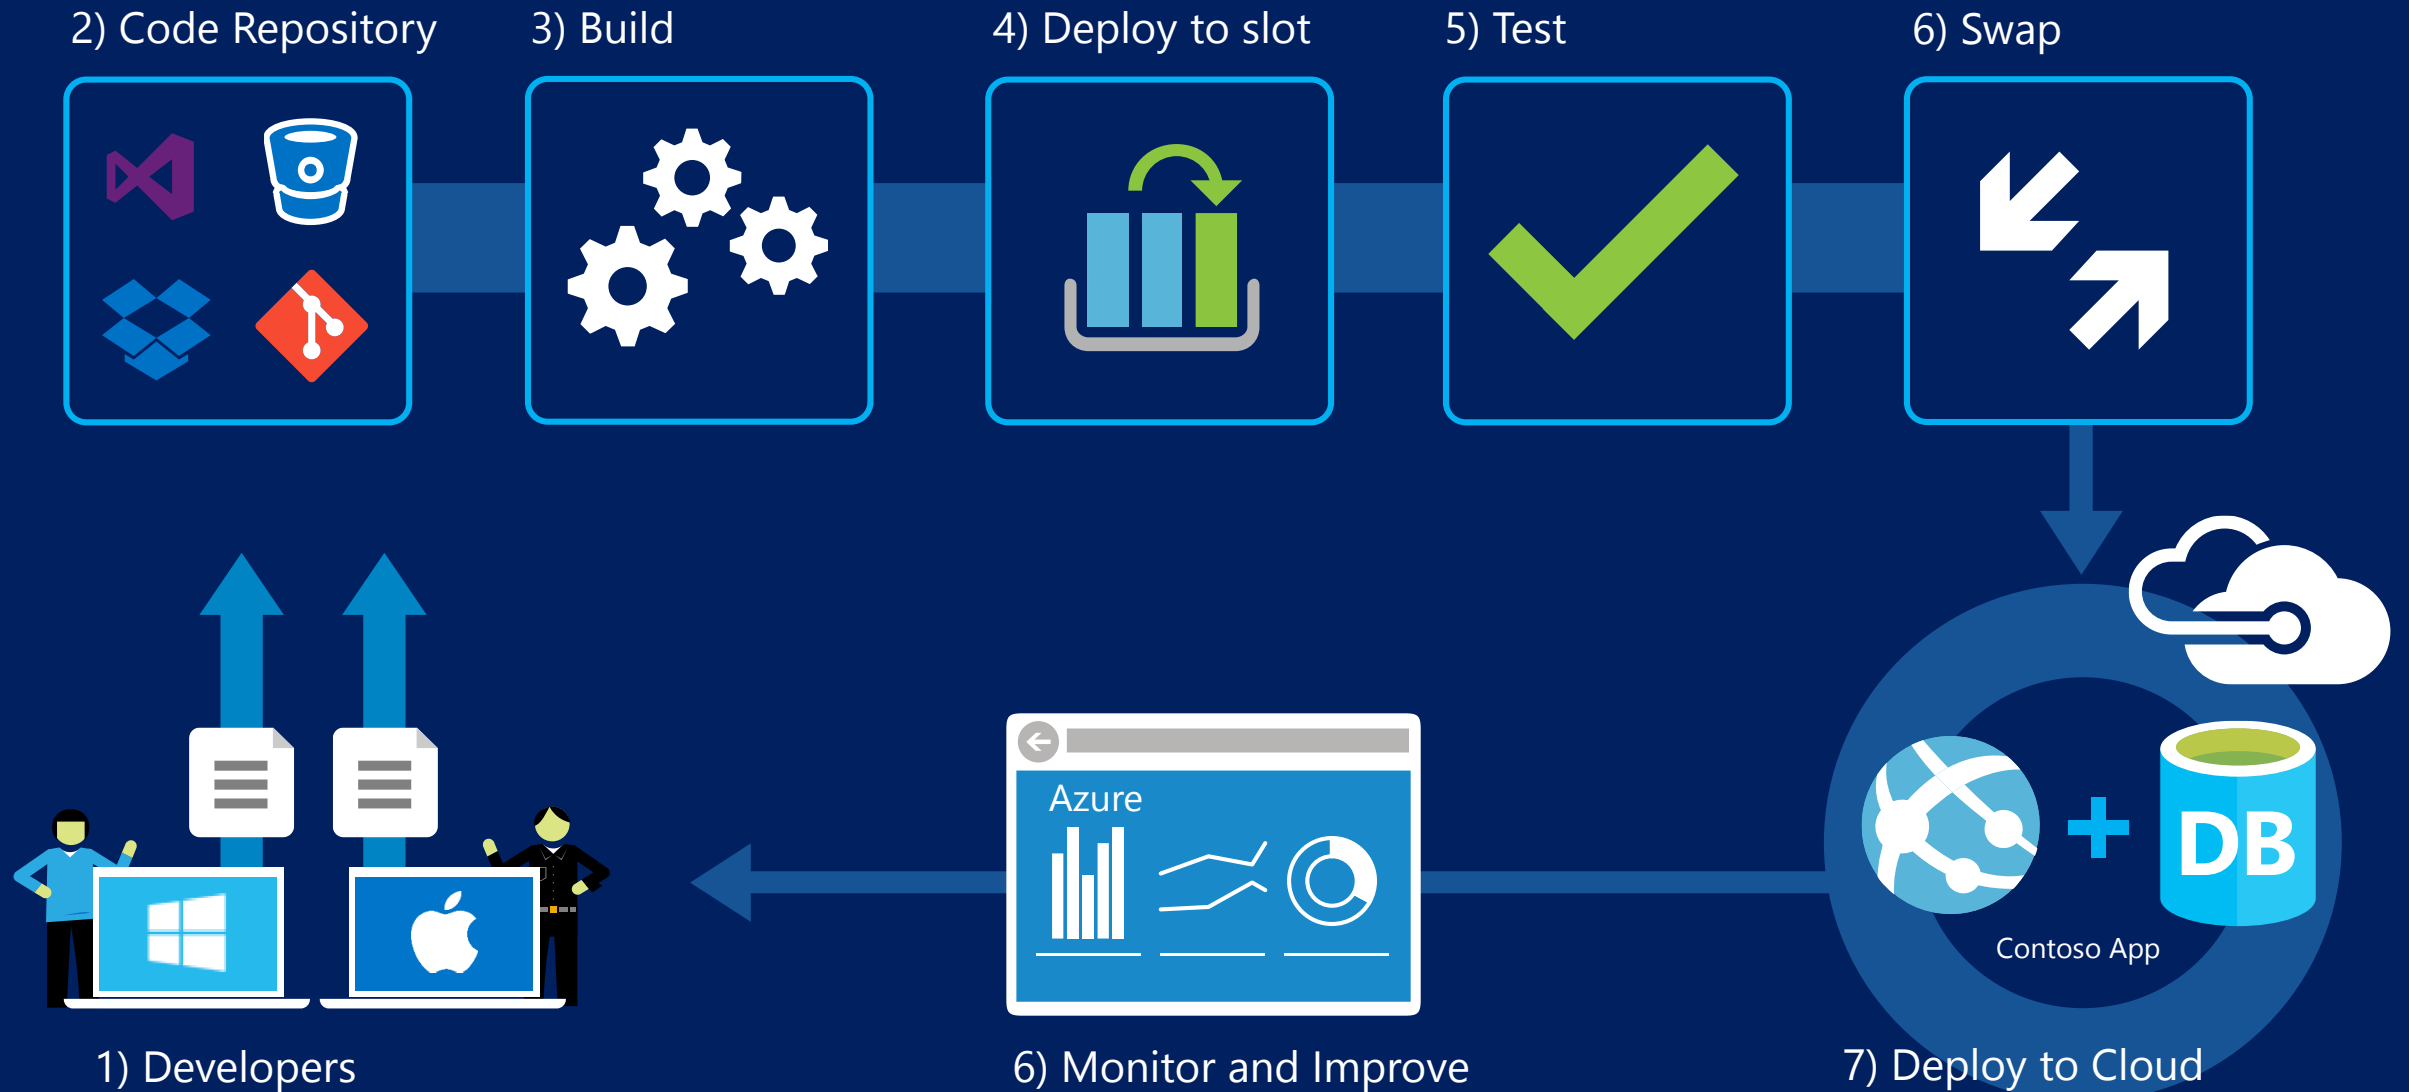 2) Code Repository
3) Build
4) Deploy to slot
5) Test
6) Swap
Azure
DB
Contoso App
1) Developers
6) Monitor and Improve
7) Deploy to Cloud